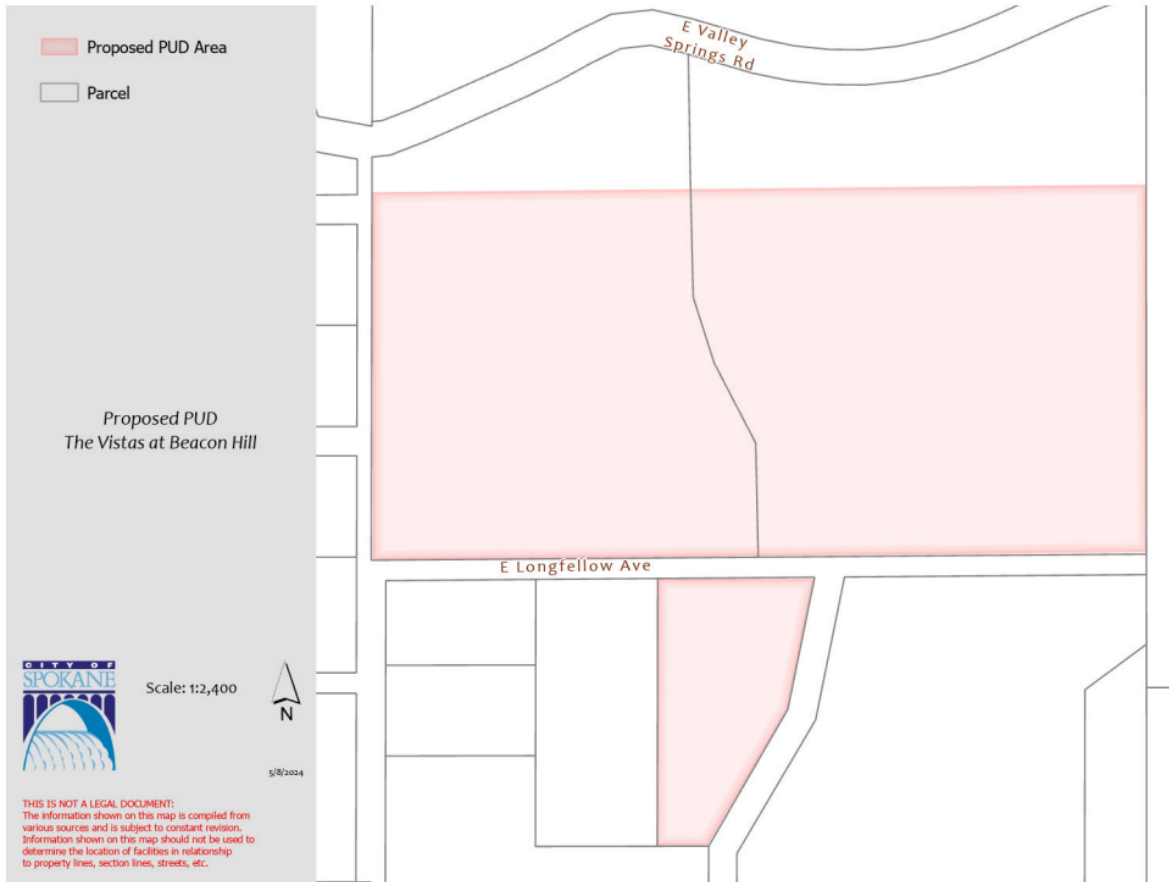 Proposed PUD Area
Parcel
Proposed PUD
The Vistas at Beacon Hill
CITY OF
SPOKANE
Scale: 1:2,400
N
5/8/2024
THIS IS NOT A LEGAL DOCUMENT:
The information shown on this map is compiled from
various sources and is subject to constant revision.
Information shown on this map should not be used to
determine the location of facilities in relationship
to property lines, section lines, streets, etc.
E Valley
Springs Rd
E Longfellow Ave